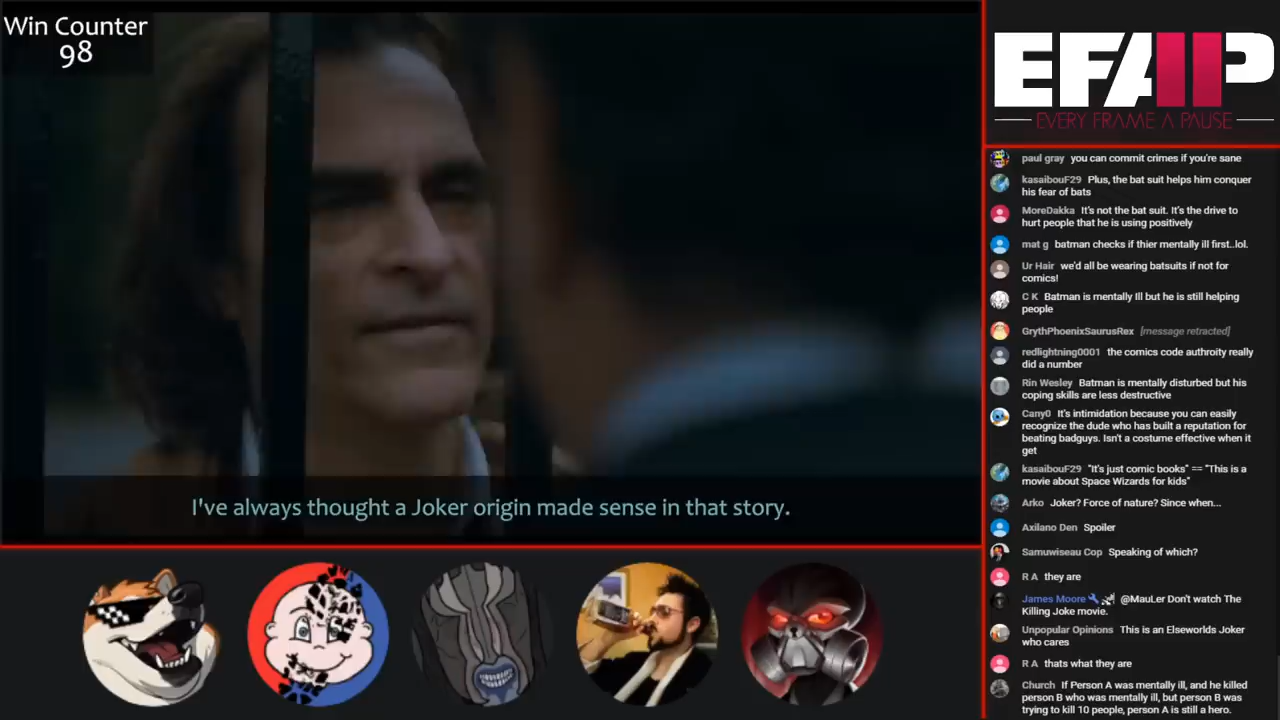 Win Counter
98
I've always thought a Joker origin made sense in that story.
EFAP
EVERY FRAME A PAUSE
paul gray you can commit crimes if you're sane
kasaibouF29 Plus, the bat suit helps him conquer
his fear of bats
MoreDakka It's not the bat suit. It's the drive to
hurt people that he is using positively
mat g batman checks if thier mentally ill first..lol.
Ur Hair we'd all be wearing batsuits if not for
comics!
C K Batman is mentally Ill but he is still helping
people
GrythPhoenixSaurusRex [message retracted]
redlightning0001 the comics code authroity really
did a number
Rin Wesley Batman is mentally disturbed but his
coping skills are less destructive
Cany0 It's intimidation because you can easily
recognize the dude who has built a reputation for
beating badguys. Isn't a costume effective when it
get
kasaibouF29 "It's just comic books" == "This is a
movie about Space Wizards for kids"
Arko Joker? Force of nature? Since when...
Axilano Den Spoiler
Samuwiseau Cop Speaking of which?
R A they are
James Moore @MauLer Don't watch The
Killing Joke movie.
Unpopular Opinions This is an Elseworlds Joker
who cares
R A thats what they are
Church If Person A was mentally ill, and he killed
person B who was mentally ill, but person B was
trying to kill 10 people, person A is still a hero.